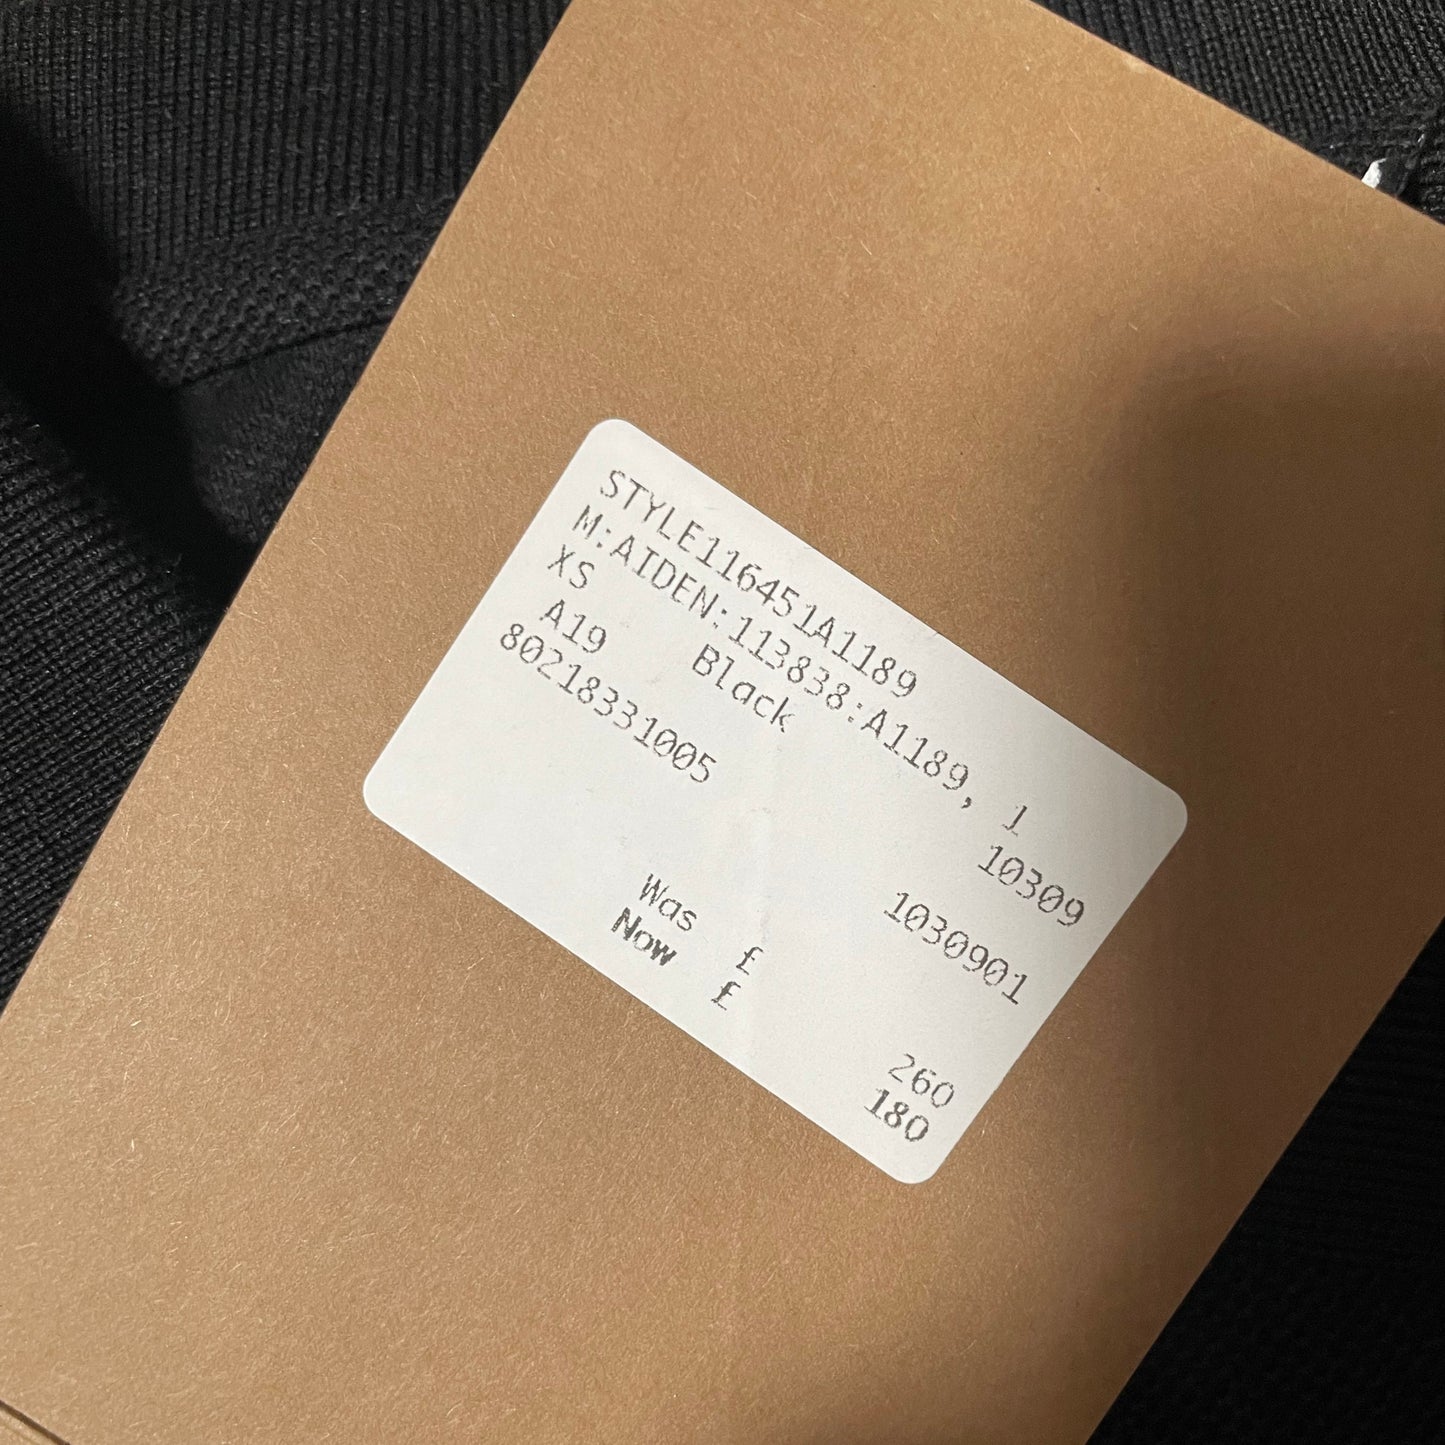 STYLE116451A1189
M:AIDEN:113838:A1189, 1
XS 10309
A19 Black 1030901
80218331005
Was £ 260
Now £ 180